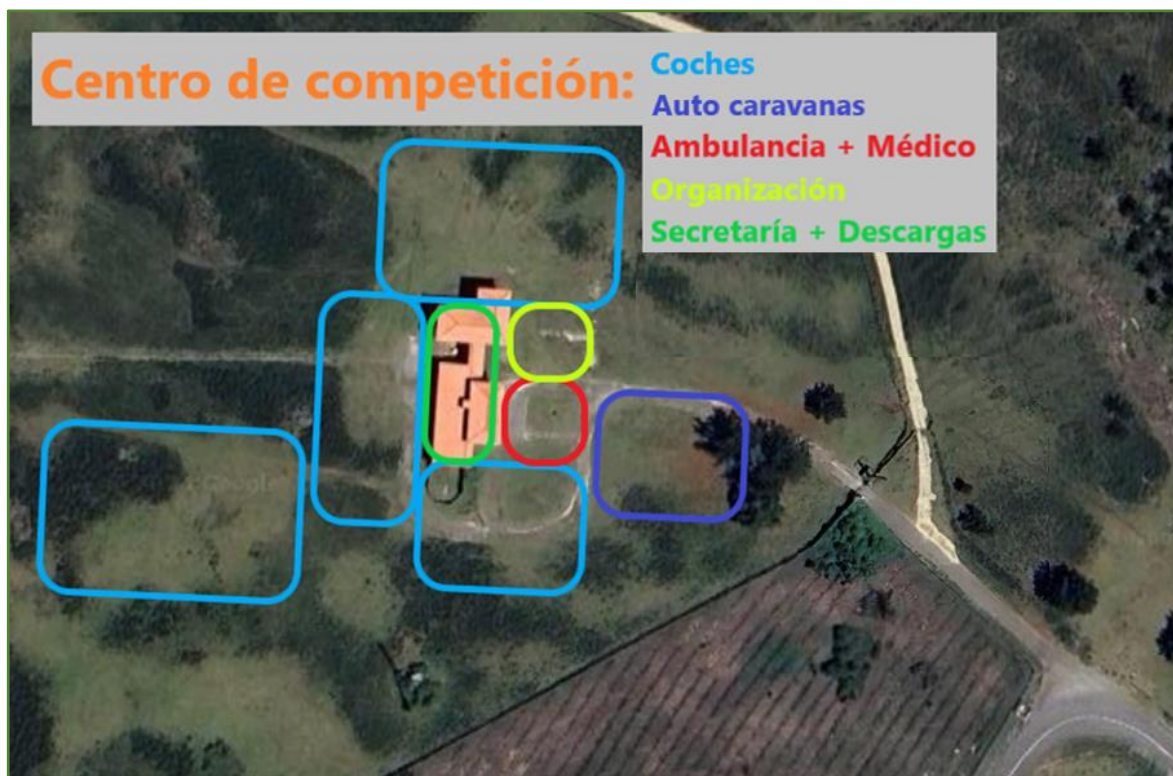 Centro de competición:
Coches
Auto caravanas
Ambulancia + Médico
Organización
Secretaría + Descargas